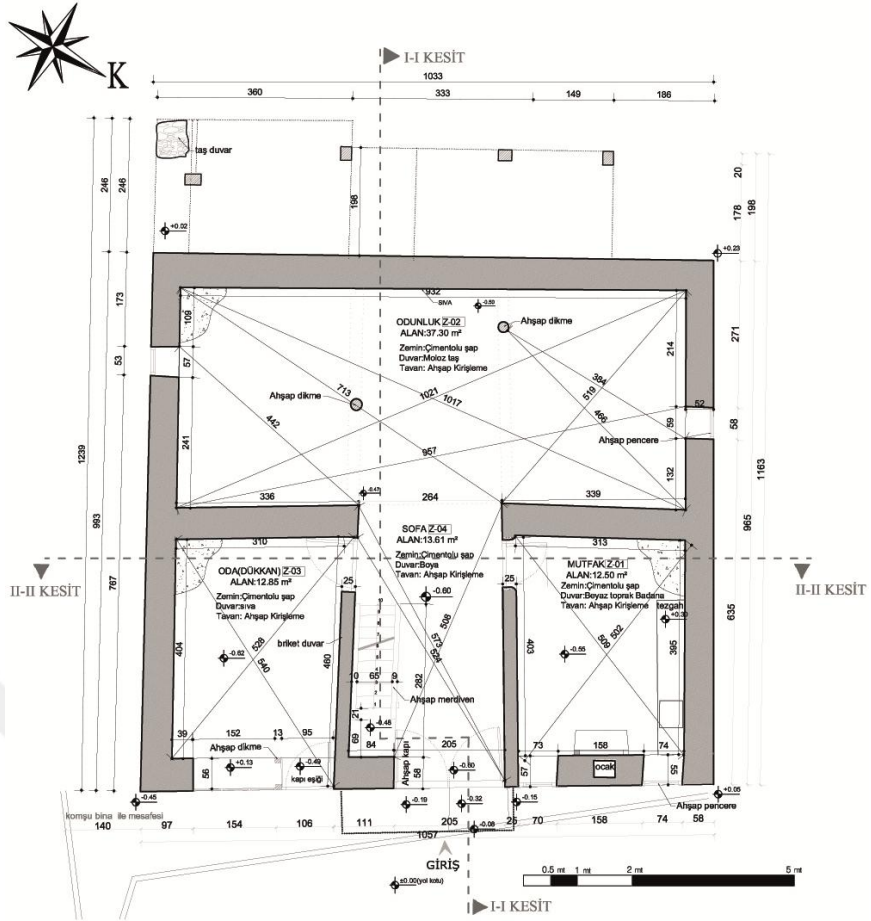 K
I-I KESİT
1033
360 333 149 186
taş duvar
246 246
198
20
178 198
+0.02
+0.23
932
SIVA
-0.50
109
173
ODUNLUK Z-02
ALAN:37.30 m²
Zemin:Çimentolu şap
Duvar:Moloz taş
Tavan: Ahşap Kirişleme
Ahşap dikme
214
271
53
57
713
1021
1017
384
519
466
52
59
58
Ahşap dikme
442
Ahşap pencere
241
957
132
1239
993
1163
965
336
264
339
-0.47
310
313
SOFA Z-04
ALAN:13.61 m²
Zemin:Çimentolu şap
Duvar:Boya
Tavan: Ahşap Kirişleme
-0.60
II-II KESİT
II-II KESİT
767
635
ODA(DÜKKAN) Z-03
ALAN:12.85 m²
Zemin:Çimentolu şap
Duvar:sıva
Tavan: Ahşap Kirişleme
25
25
MUTFAK Z-01
ALAN:12.50 m²
Zemin:Çimentolu şap
Duvar:Beyaz toprak Badana
Tavan: Ahşap Kirişleme
tezgah
briket duvar
404
528
540
460
-0.62
508
573
524
403
509
502
395
-0.55
65 9
282
Ahşap merdiven
21
69
-0.48
39 152 13 95
84 205
73 158 74
Ahşap dikme
56
+0.13
-0.49
kapı eşiği
Ahşap kapı
58
57
ocak
55
-0.45
-0.19
-0.32
-0.15
+0.05
Ahşap pencere
komşu bina ile mesafesi
140 97 154 106 111 205 25 70 158 74 58
-0.08
1057
GİRİŞ
±0.00(yol kotu)
0.5 mt 1 mt 2 mt 5 mt
I-I KESİT